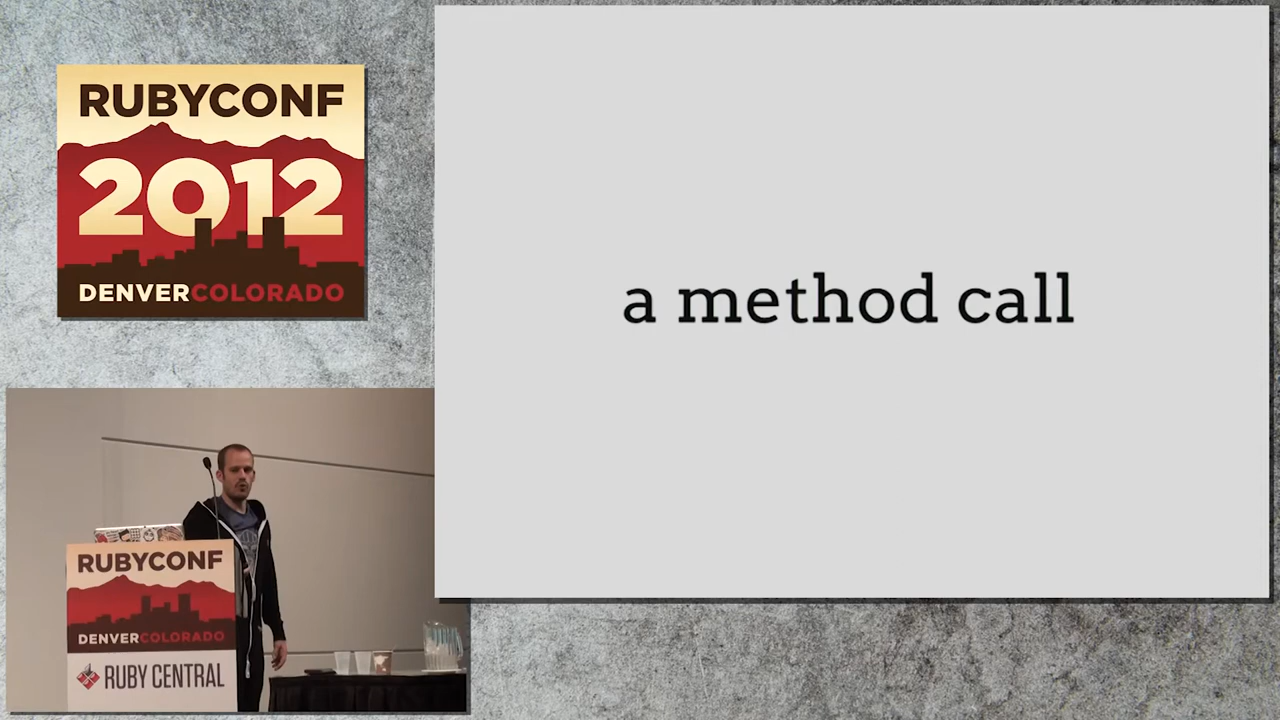 RUBYCONF
2012
DENVERCOLORADO
a method call
RUBYCONF
DENVERCOLORADO
RUBY CENTRAL